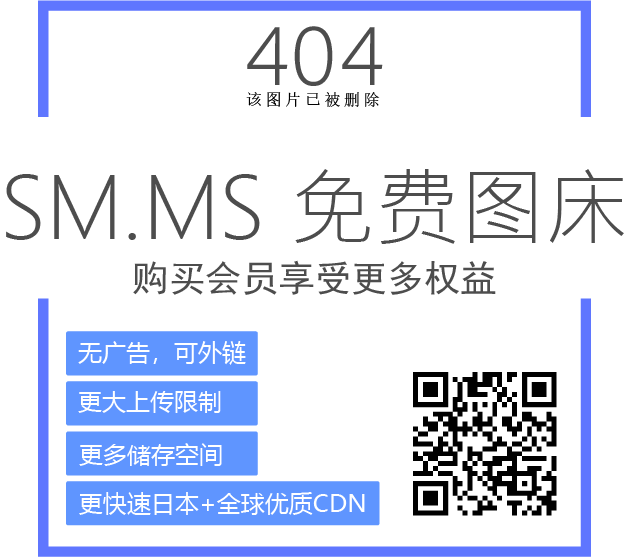 404
该图片已被删除
SM.MS 免费图床
购买会员享受更多权益
无广告，可外链
更大上传限制
更多储存空间
更快速日本+全球优质CDN